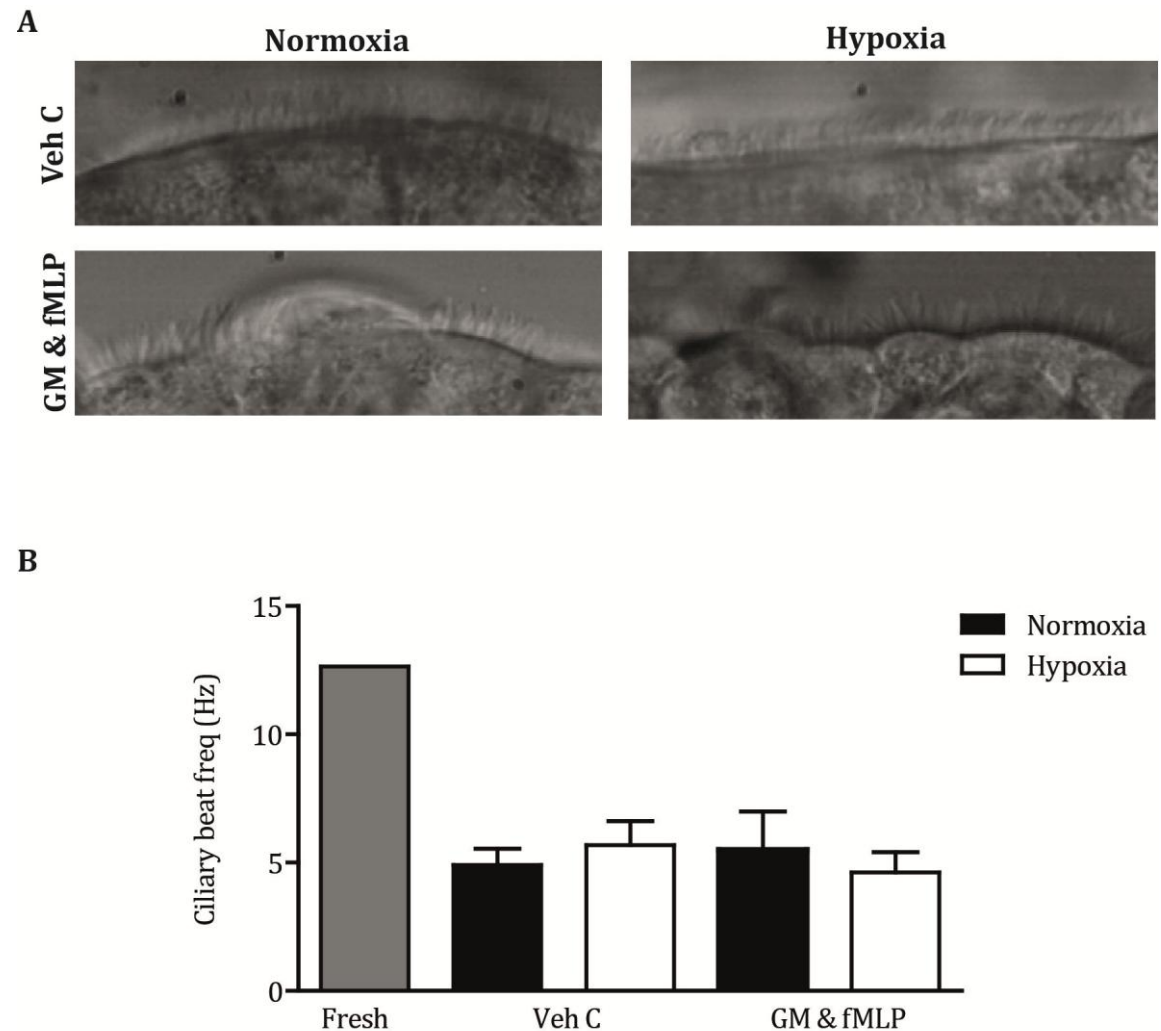 A
Normoxia
Hypoxia
Veh C
GM & fMLP
B
15
10
5
0
Ciliary beat freq (Hz)
Normoxia
Hypoxia
Fresh
Veh C
GM & fMLP